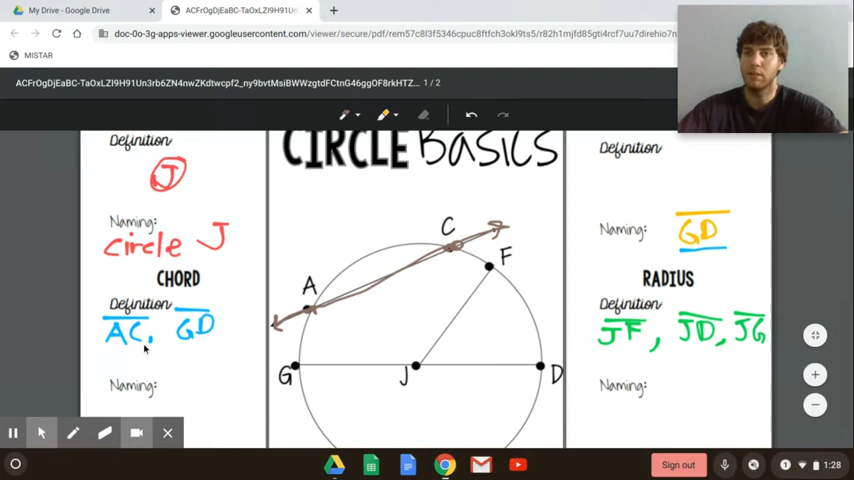 My Drive - Google Drive
ACFrOgDjEaBC-TaOxLZI9H91Un
doc-0o-3g-apps-viewer.googleusercontent.com/viewer/secure/pdf/rem57c8l3f5346cpuc8ftfch3okl9ts5/r82h1mjfd85gti4rcf7uu7direhio7n
MISTAR
ACFrOgDjEaBC-TaOxLZI9H91Un3rb6ZN4nwZKdtwcpf2_ny9bvtMsiBWWzgtdFCtnG46ggOF8rkHTZ... 1 / 2
Definition:
J
Naming:
circle J
CHORD
Definition
AC, GD
Naming:
CIRCLE Basics
C
F
A
G
J
D
Definition:
Naming:
GD
RADIUS
Definition:
JF, JD, JG
Naming:
Sign out
1
1:28